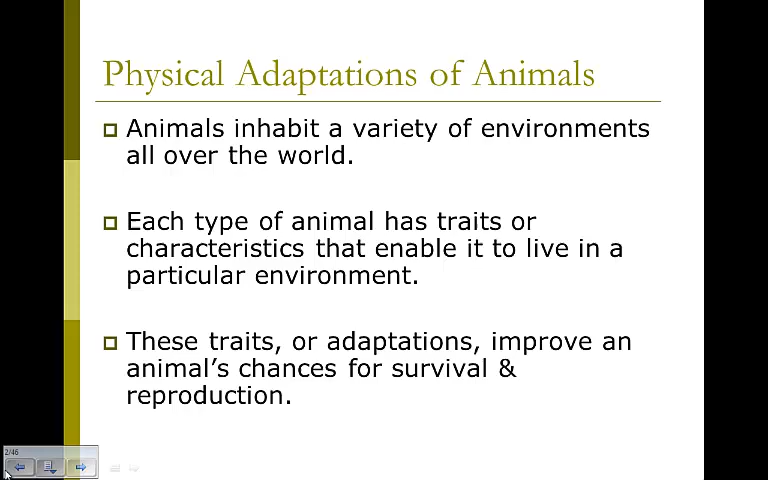 Physical Adaptations of Animals
Animals inhabit a variety of environments
all over the world.
Each type of animal has traits or
characteristics that enable it to live in a
particular environment.
These traits, or adaptations, improve an
animal's chances for survival &
reproduction.
2/46